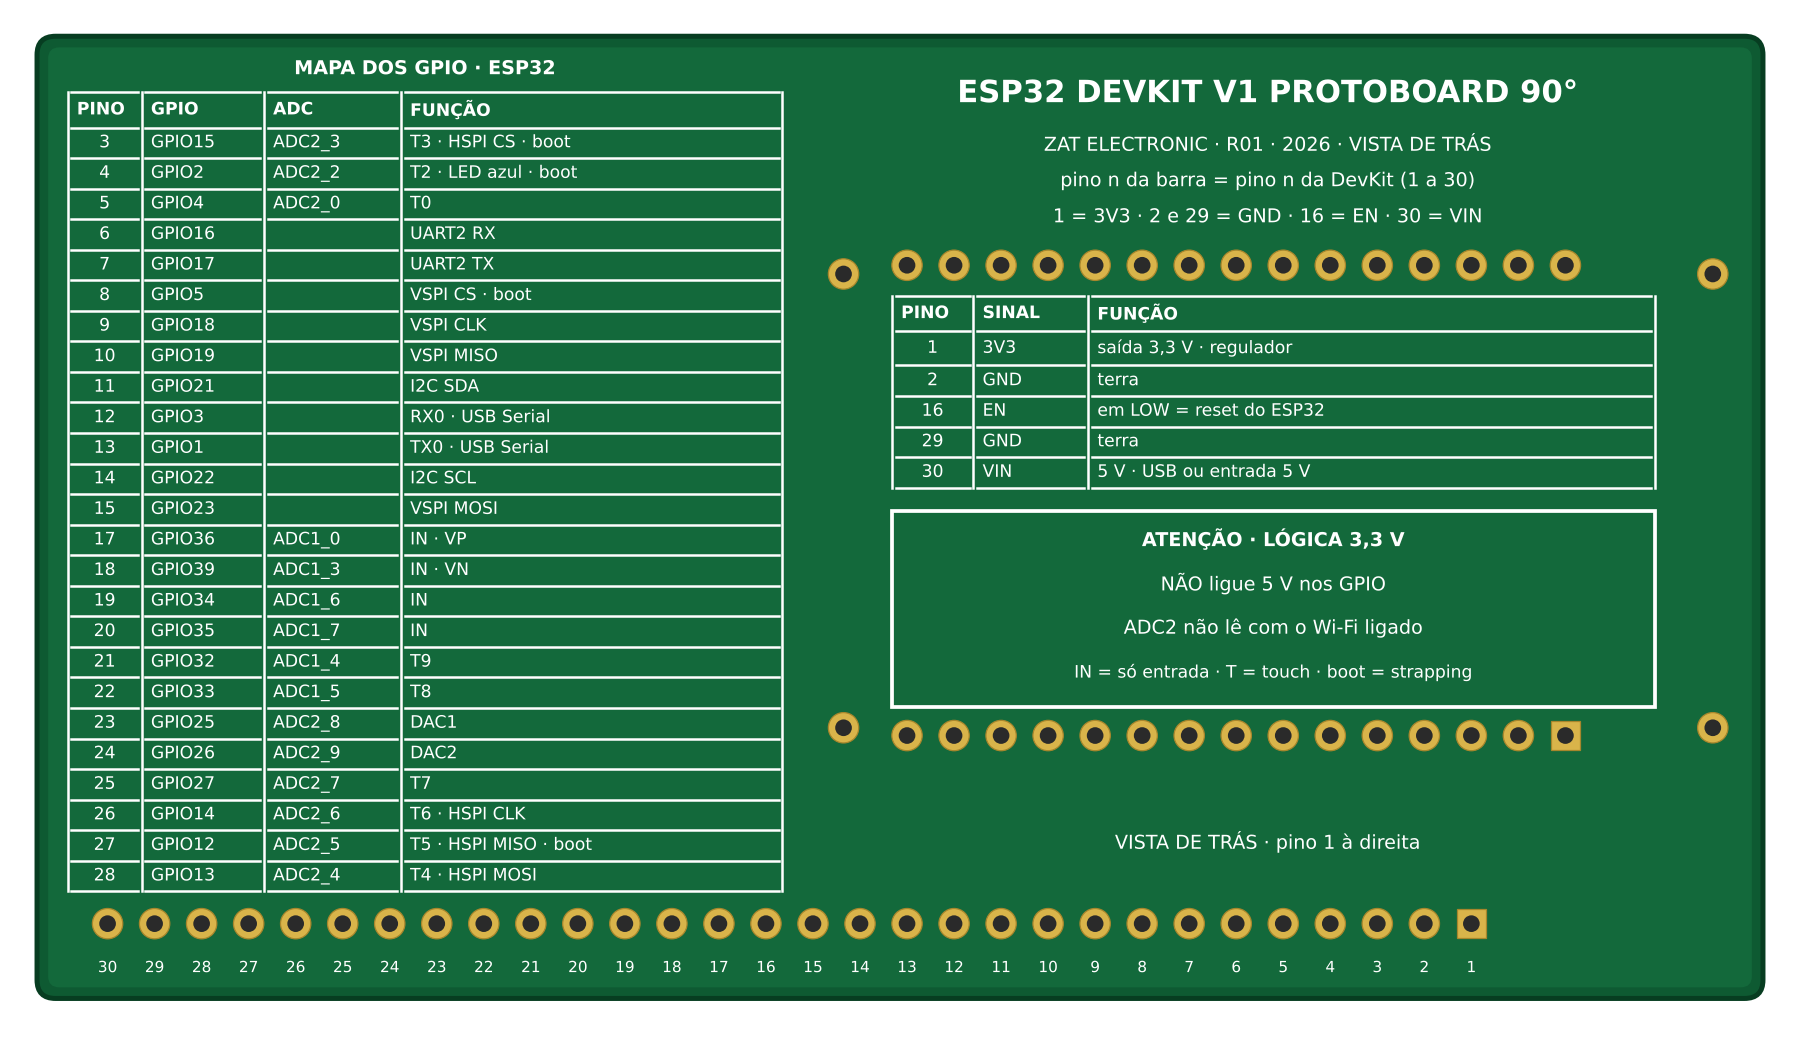 MAPA DOS GPIO · ESP32
PINO GPIO ADC FUNÇÃO
3 GPIO15 ADC2_3 T3 · HSPI CS · boot
4 GPIO2 ADC2_2 T2 · LED azul · boot
5 GPIO4 ADC2_0 T0
6 GPIO16 UART2 RX
7 GPIO17 UART2 TX
8 GPIO5 VSPI CS · boot
9 GPIO18 VSPI CLK
10 GPIO19 VSPI MISO
11 GPIO21 I2C SDA
12 GPIO3 RX0 · USB Serial
13 GPIO1 TX0 · USB Serial
14 GPIO22 I2C SCL
15 GPIO23 VSPI MOSI
17 GPIO36 ADC1_0 IN · VP
18 GPIO39 ADC1_3 IN · VN
19 GPIO34 ADC1_6 IN
20 GPIO35 ADC1_7 IN
21 GPIO32 ADC1_4 T9
22 GPIO33 ADC1_5 T8
23 GPIO25 ADC2_8 DAC1
24 GPIO26 ADC2_9 DAC2
25 GPIO27 ADC2_7 T7
26 GPIO14 ADC2_6 T6 · HSPI CLK
27 GPIO12 ADC2_5 T5 · HSPI MISO · boot
28 GPIO13 ADC2_4 T4 · HSPI MOSI
ESP32 DEVKIT V1 PROTOBOARD 90°
ZAT ELECTRONIC · R01 · 2026 · VISTA DE TRÁS
pino n da barra = pino n da DevKit (1 a 30)
1 = 3V3 · 2 e 29 = GND · 16 = EN · 30 = VIN
PINO SINAL FUNÇÃO
1 3V3 saída 3,3 V · regulador
2 GND terra
16 EN em LOW = reset do ESP32
29 GND terra
30 VIN 5 V · USB ou entrada 5 V
ATENÇÃO · LÓGICA 3,3 V
NÃO ligue 5 V nos GPIO
ADC2 não lê com o Wi-Fi ligado
IN = só entrada · T = touch · boot = strapping
VISTA DE TRÁS · pino 1 à direita
30 29 28 27 26 25 24 23 22 21 20 19 18 17 16 15 14 13 12 11 10 9 8 7 6 5 4 3 2 1